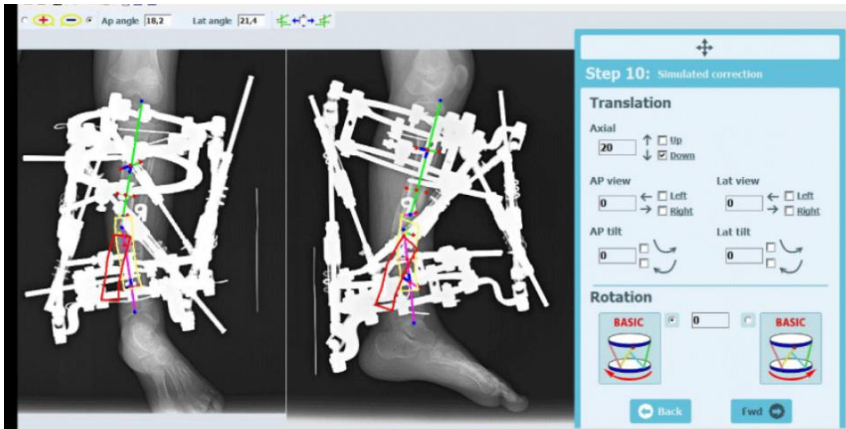 Ap angle 18,2 Lat angle 21,4
Step 10: Simulated correction
Translation
Axial
20
Up
Down
AP view Lat view
0 Left 0 Left
Right Right
AP tilt Lat tilt
0 0
Rotation
BASIC 0 BASIC
Back Fwd